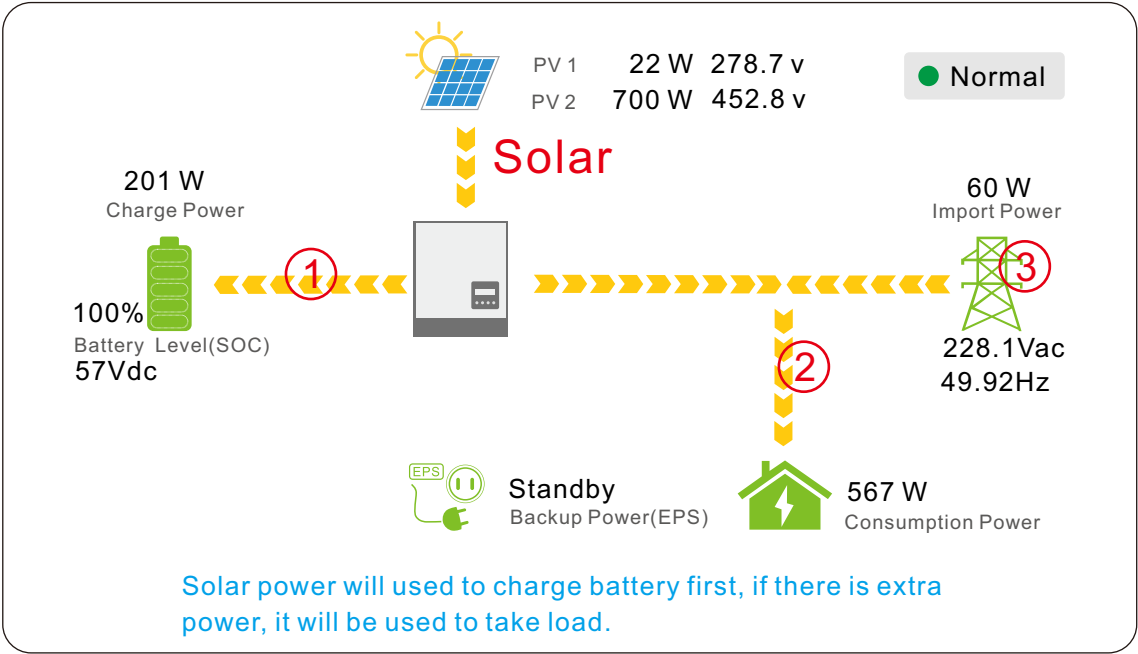 PV 1 22 W 278.7 v
PV 2 700 W 452.8 v
Normal
Solar
201 W
Charge Power
60 W
Import Power
1
3
100%
Battery Level(SOC)
57Vdc
228.1Vac
49.92Hz
2
EPS
Standby
Backup Power(EPS)
567 W
Consumption Power
Solar power will used to charge battery first, if there is extra
power, it will be used to take load.